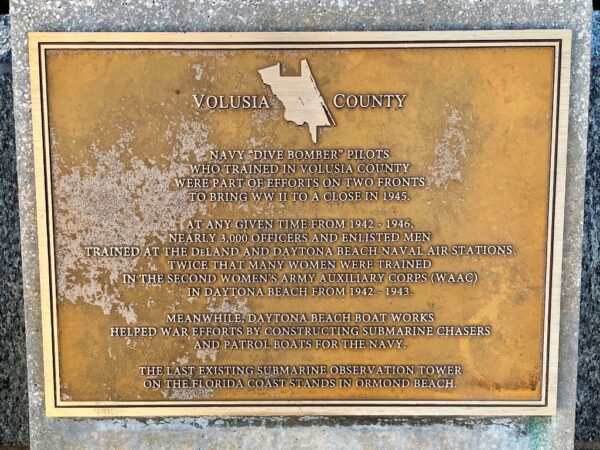 VOLUSIA COUNTY
NAVY "DIVE BOMBER" PILOTS
WHO TRAINED IN VOLUSIA COUNTY
WERE PART OF EFFORTS ON TWO FRONTS
TO BRING WW II TO A CLOSE IN 1945.
AT ANY GIVEN TIME FROM 1942 - 1946,
NEARLY 3,000 OFFICERS AND ENLISTED MEN
TRAINED AT THE DELAND AND DAYTONA BEACH NAVAL AIR STATIONS.
TWICE THAT MANY WOMEN WERE TRAINED
IN THE SECOND WOMEN'S ARMY AUXILIARY CORPS (WAAC)
IN DAYTONA BEACH FROM 1942 - 1943.
MEANWHILE, DAYTONA BEACH BOAT WORKS
HELPED WAR EFFORTS BY CONSTRUCTING SUBMARINE CHASERS
AND PATROL BOATS FOR THE NAVY.
THE LAST EXISTING SUBMARINE OBSERVATION TOWER
ON THE FLORIDA COAST STANDS IN ORMOND BEACH.